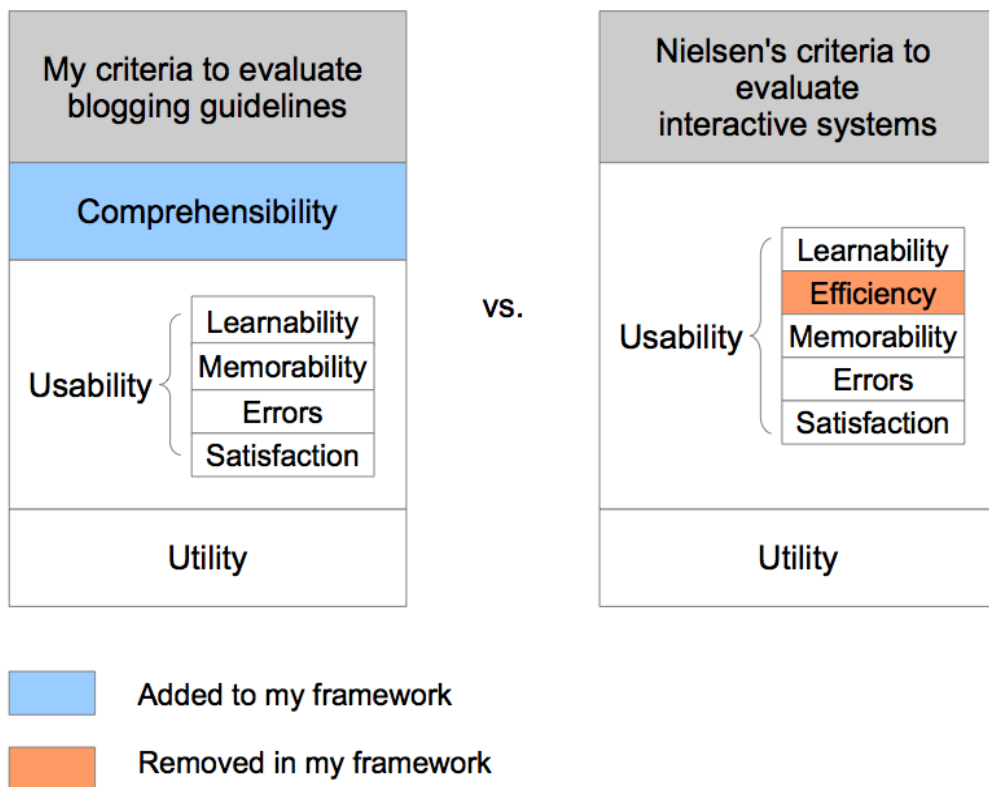 My criteria to evaluate
blogging guidelines
Comprehensibility
Usability
Learnability
Memorability
Errors
Satisfaction
Utility
vs.
Nielsen's criteria to
evaluate
interactive systems
Usability
Learnability
Efficiency
Memorability
Errors
Satisfaction
Utility
Added to my framework
Removed in my framework